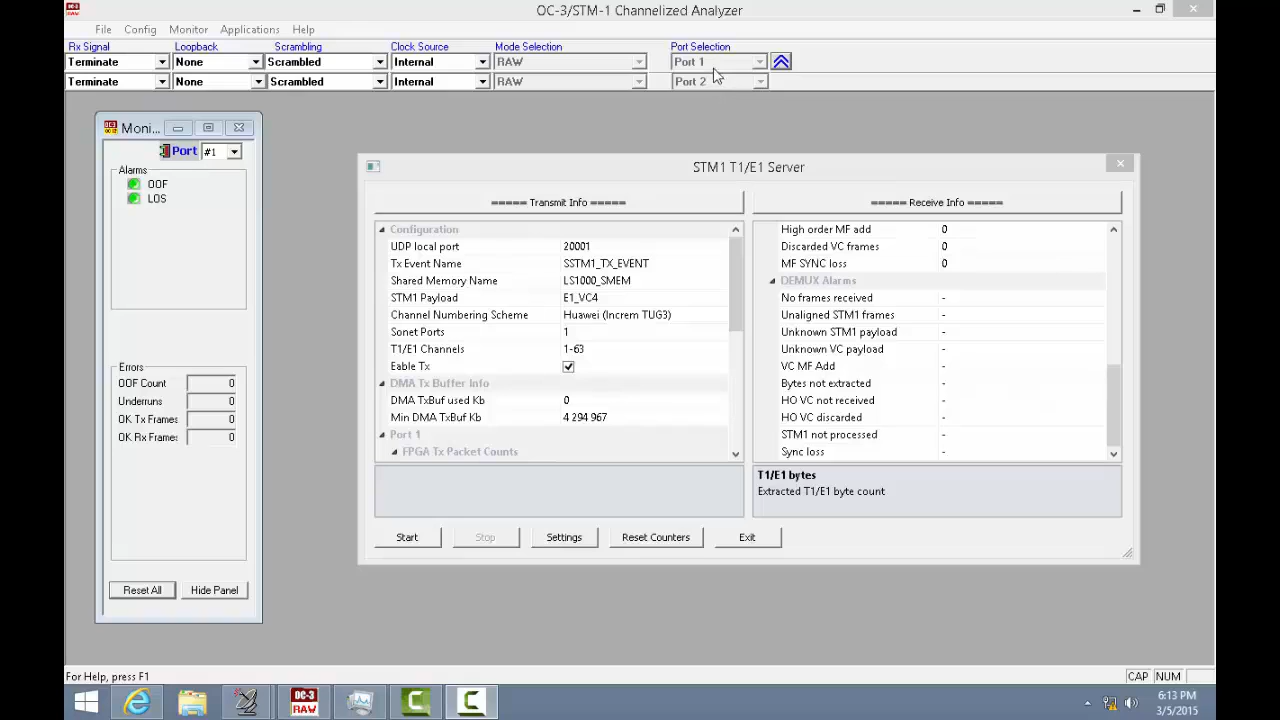 OC-3
RAW
OC-3/STM-1 Channelized Analyzer
File Config Monitor Applications Help
Rx Signal Loopback Scrambling Clock Source Mode Selection Port Selection
Terminate None Scrambled Internal RAW Port 1
Terminate None Scrambled Internal RAW Port 2
Moni...
Port #1
Alarms
OOF
LOS
Errors
OOF Count 0
Underruns 0
OK Tx Frames 0
OK Rx Frames 0
Reset All Hide Panel
STM1 T1/E1 Server
===== Transmit Info =====
Configuration
UDP local port 20001
Tx Event Name SSTM1_TX_EVENT
Shared Memory Name LS1000_SMEM
STM1 Payload E1_VC4
Channel Numbering Scheme Huawei (Increm TUG3)
Sonet Ports 1
T1/E1 Channels 1-63
Eable Tx
DMA Tx Buffer Info
DMA TxBuf used Kb 0
Min DMA TxBuf Kb 4 294 967
Port 1
FPGA Tx Packet Counts
===== Receive Info =====
High order MF add 0
Discarded VC frames 0
MF SYNC loss 0
DEMUX Alarms
No frames received -
Unaligned STM1 frames -
Unknown STM1 payload -
Unknown VC payload -
VC MF Add -
Bytes not extracted -
HO VC not received -
HO VC discarded -
STM1 not processed -
Sync loss -
T1/E1 bytes
Extracted T1/E1 byte count
Start Stop Settings Reset Counters Exit
For Help, press F1
CAP NUM
OC-3
RAW
6:13 PM
3/5/2015